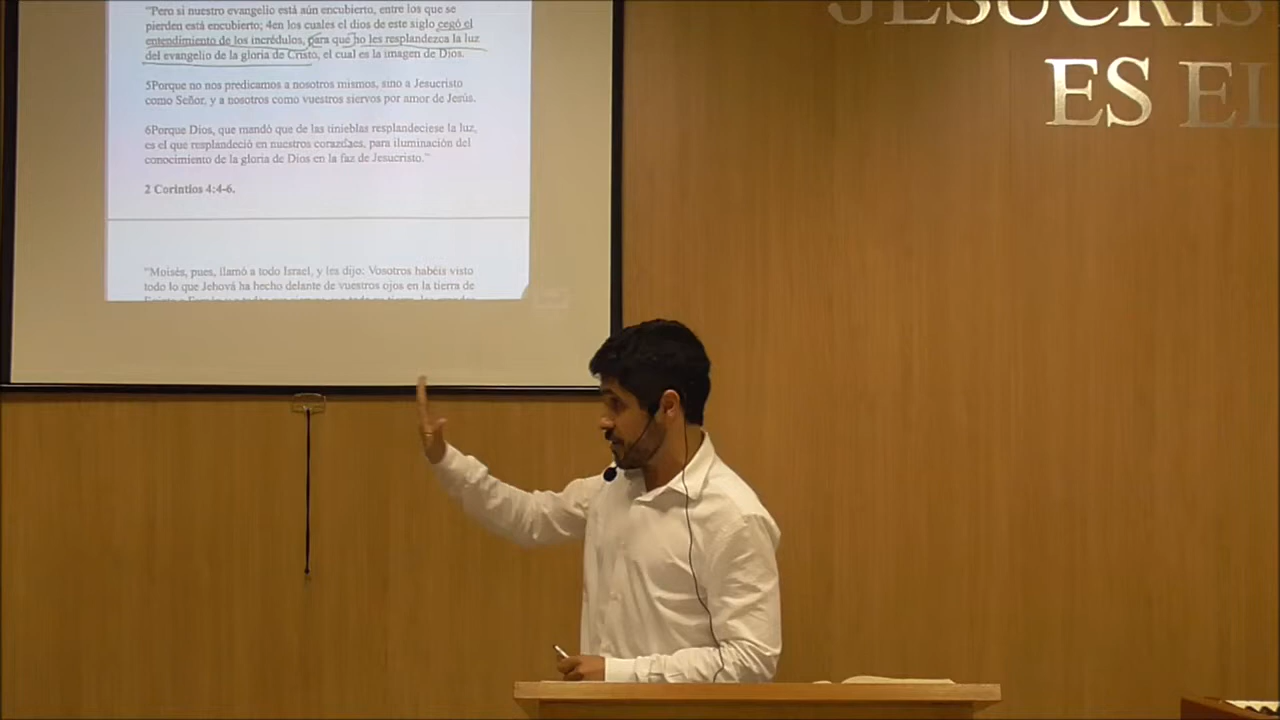 "Pero si nuestro evangelio está aún encubierto, entre los que se
pierden está encubierto; 4en los cuales el dios de este siglo cegó el
entendimiento de los incrédulos, para que no les resplandezca la luz
del evangelio de la gloria de Cristo, el cual es la imagen de Dios.
5Porque no nos predicamos a nosotros mismos, sino a Jesucristo
como Señor, y a nosotros como vuestros siervos por amor de Jesús.
6Porque Dios, que mandó que de las tinieblas resplandeciese la luz,
es el que resplandeció en nuestros corazones, para iluminación del
conocimiento de la gloria de Dios en la faz de Jesucristo."
2 Corintios 4:4-6.
"Moisés, pues, llamó a todo Israel, y les dijo: Vosotros habéis visto
todo lo que Jehová ha hecho delante de vuestros ojos en la tierra de
JESUCRIS
ES EL